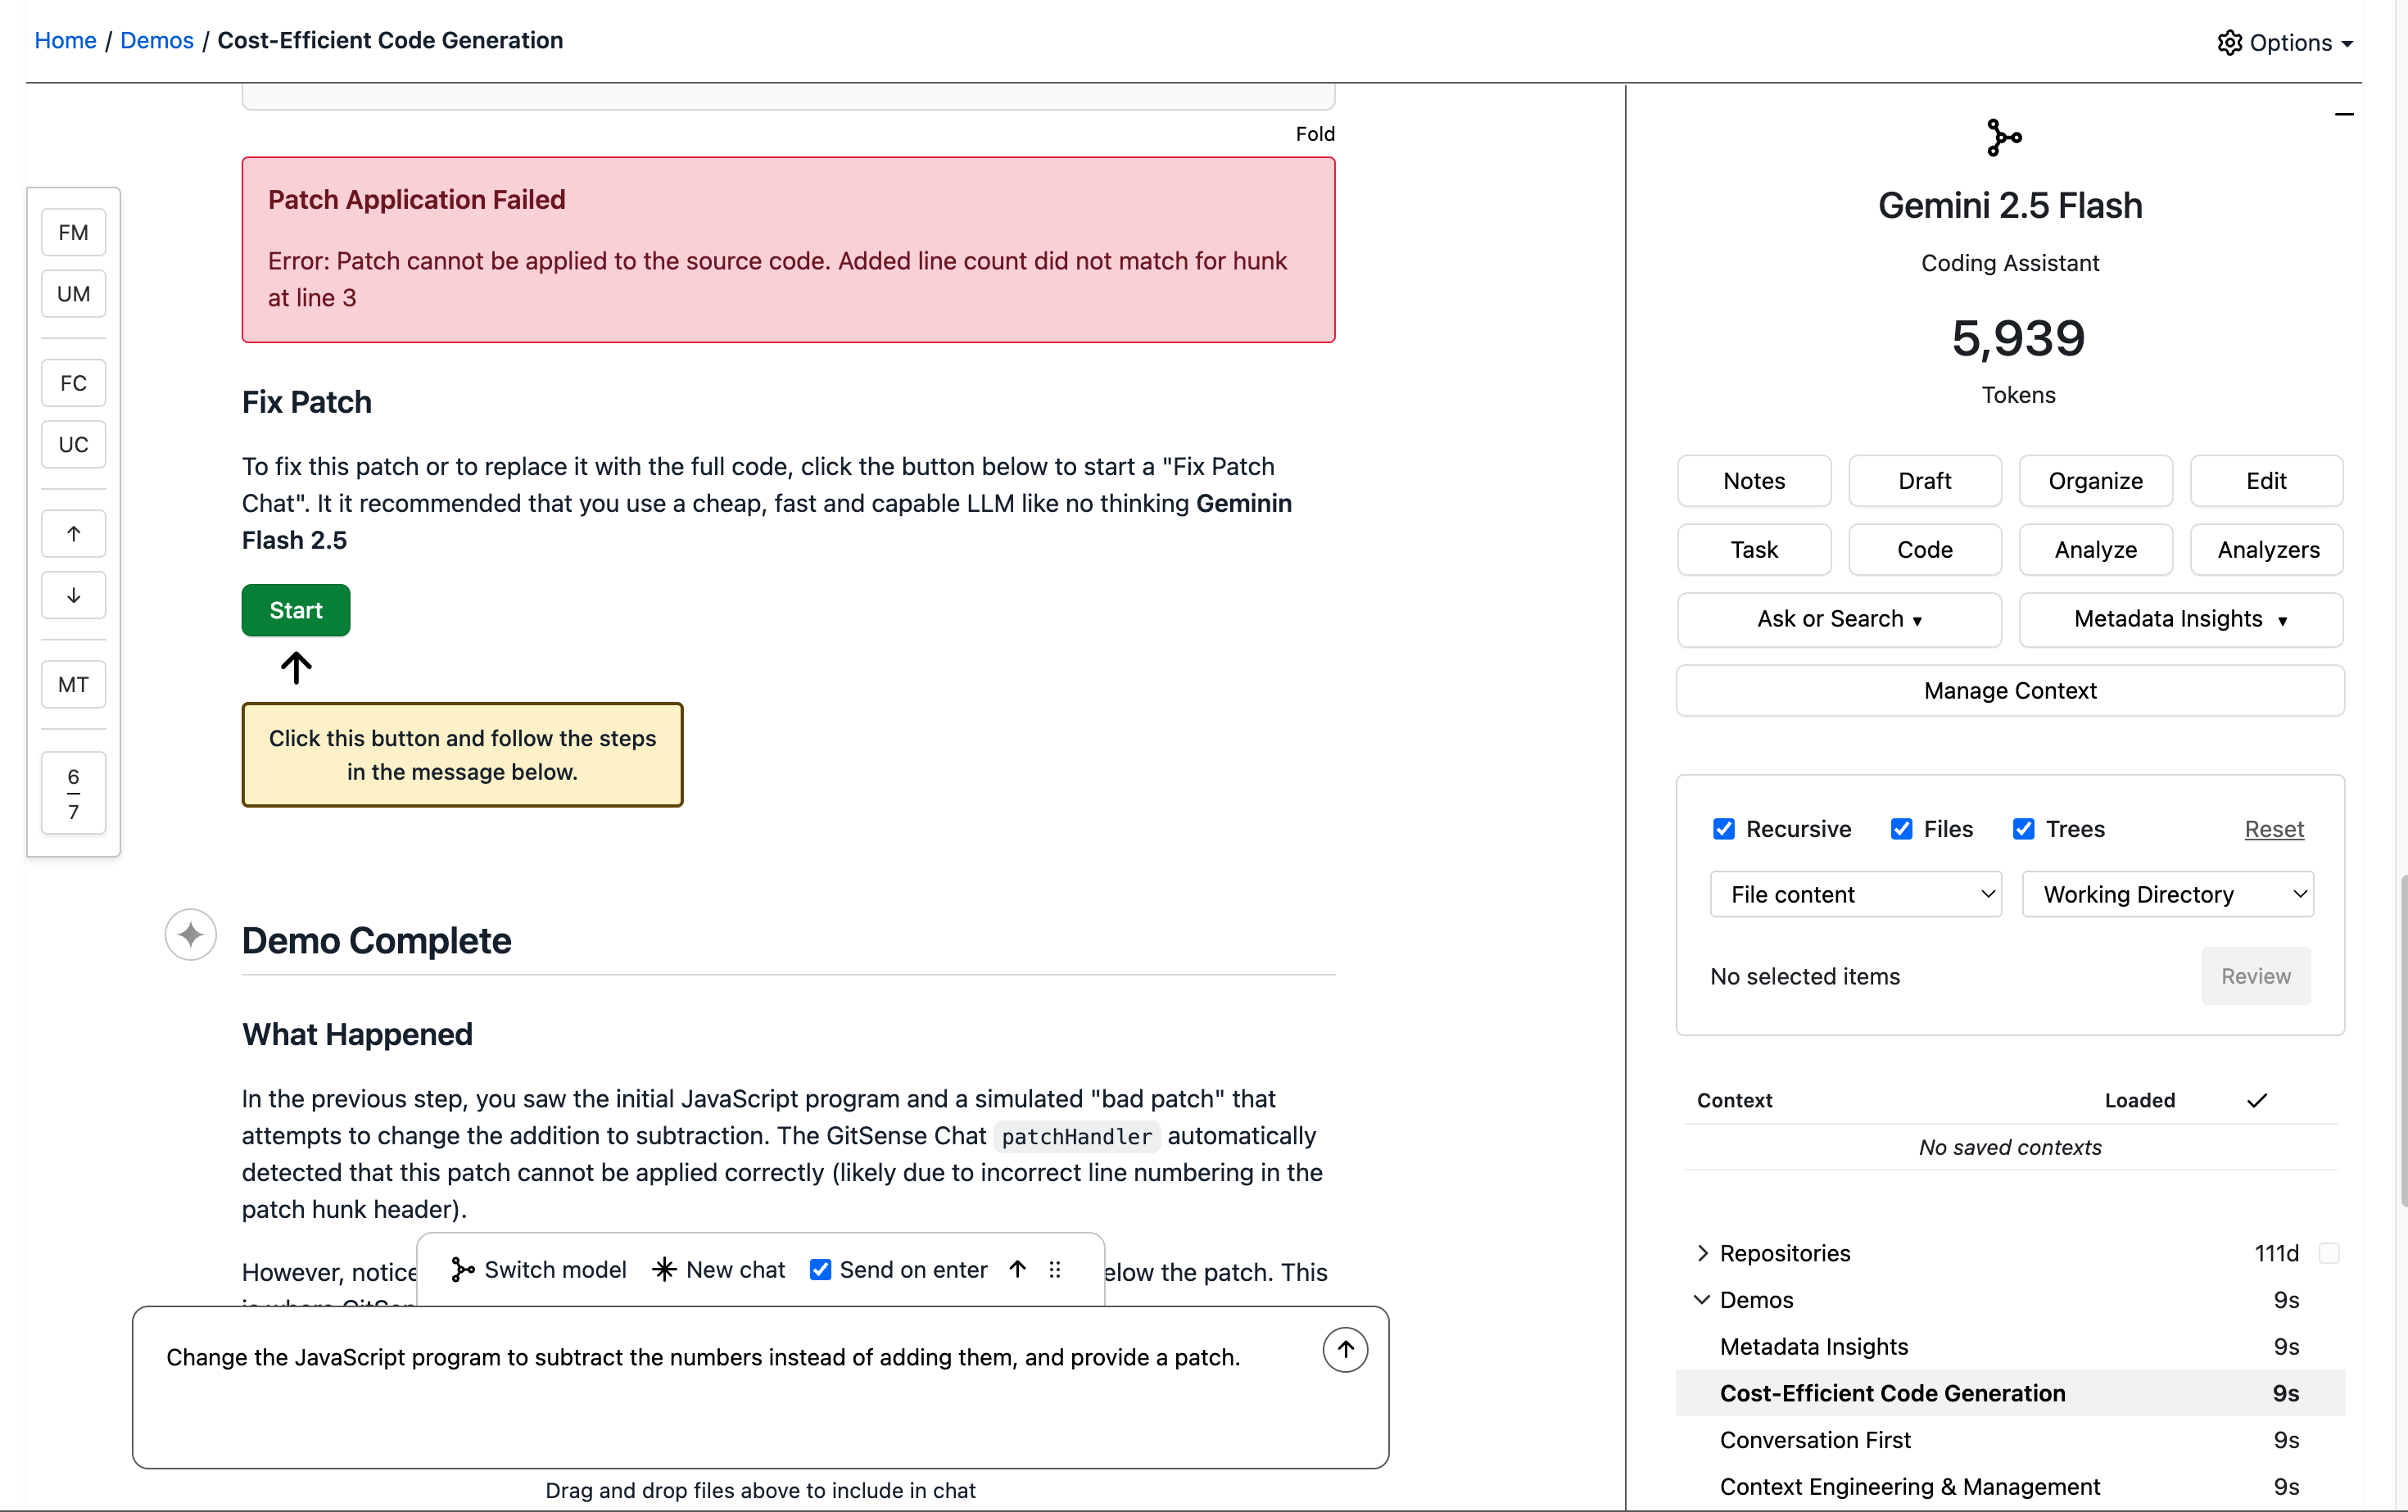 Home / Demos / Cost-Efficient Code Generation
Options
Fold
Patch Application Failed
Error: Patch cannot be applied to the source code. Added line count did not match for hunk
at line 3
FM
UM
FC
UC
MT
6
7
Fix Patch
To fix this patch or to replace it with the full code, click the button below to start a "Fix Patch
Chat". It it recommended that you use a cheap, fast and capable LLM like no thinking Geminin
Flash 2.5
Start
Click this button and follow the steps
in the message below.
Demo Complete
What Happened
In the previous step, you saw the initial JavaScript program and a simulated "bad patch" that
attempts to change the addition to subtraction. The GitSense Chat patchHandler automatically
detected that this patch cannot be applied correctly (likely due to incorrect line numbering in the
patch hunk header).
However, notice
elow the patch. This
Switch model New chat Send on enter
Change the JavaScript program to subtract the numbers instead of adding them, and provide a patch.
Drag and drop files above to include in chat
Gemini 2.5 Flash
Coding Assistant
5,939
Tokens
Notes Draft Organize Edit
Task Code Analyze Analyzers
Ask or Search Metadata Insights
Manage Context
Recursive Files Trees Reset
File content Working Directory
No selected items Review
Context Loaded
No saved contexts
Repositories 111d
Demos 9s
Metadata Insights 9s
Cost-Efficient Code Generation 9s
Conversation First 9s
Context Engineering & Management 9s